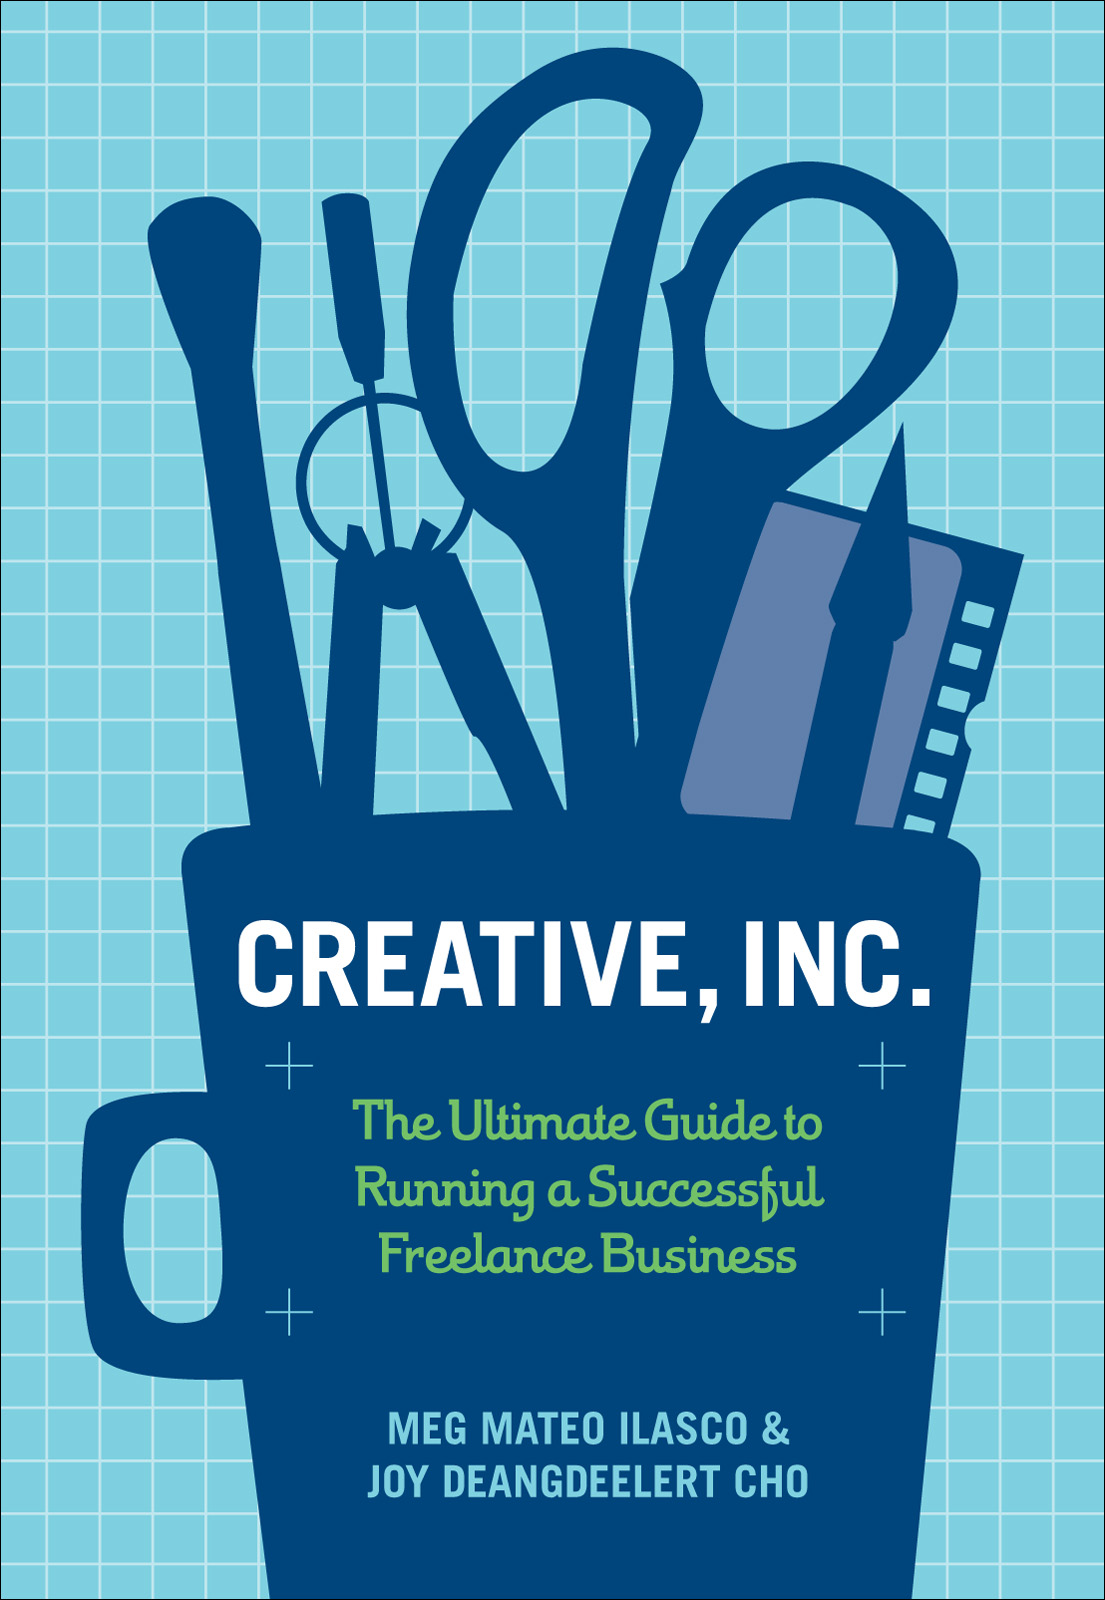 CREATIVE, INC.
The Ultimate Guide to
Running a Successful
Freelance Business
MEG MATEO ILASCO &
JOY DEANGDEELERT CHO